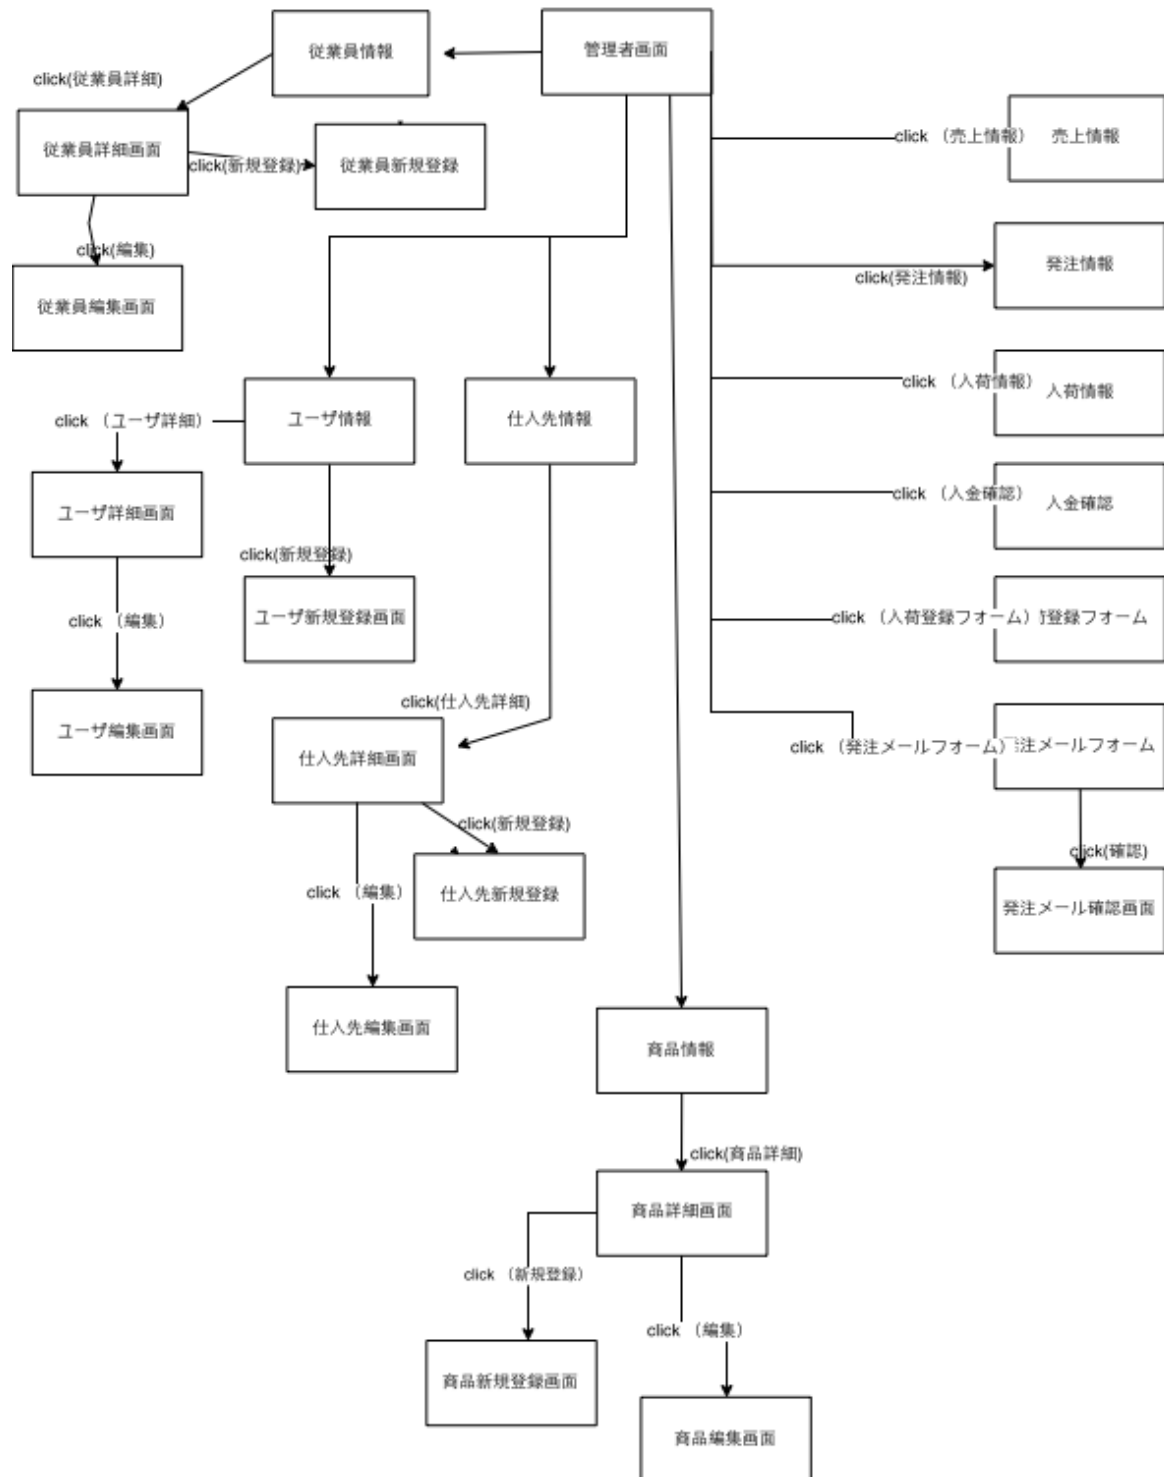 従業員情報
管理者画面
click(従業員詳細)
売上情報
click （売上情報）
従業員詳細画面
click(新規登録)
従業員新規登録
click(編集)
発注情報
click(発注情報)
従業員編集画面
click （入荷情報）
入荷情報
click （ユーザ詳細）
ユーザ情報
仕入先情報
click （入金確認）
入金確認
ユーザ詳細画面
click(新規登録)
click （編集）
ユーザ新規登録画面
click （入荷登録フォーム）
登録フォーム
click(仕入先詳細)
ユーザ編集画面
仕入先詳細画面
click （発注メールフォーム）
注メールフォーム
click(新規登録)
click(確認)
click （編集）
仕入先新規登録
発注メール確認画面
仕入先編集画面
商品情報
click(商品詳細)
商品詳細画面
click （新規登録）
click （編集）
商品新規登録画面
商品編集画面